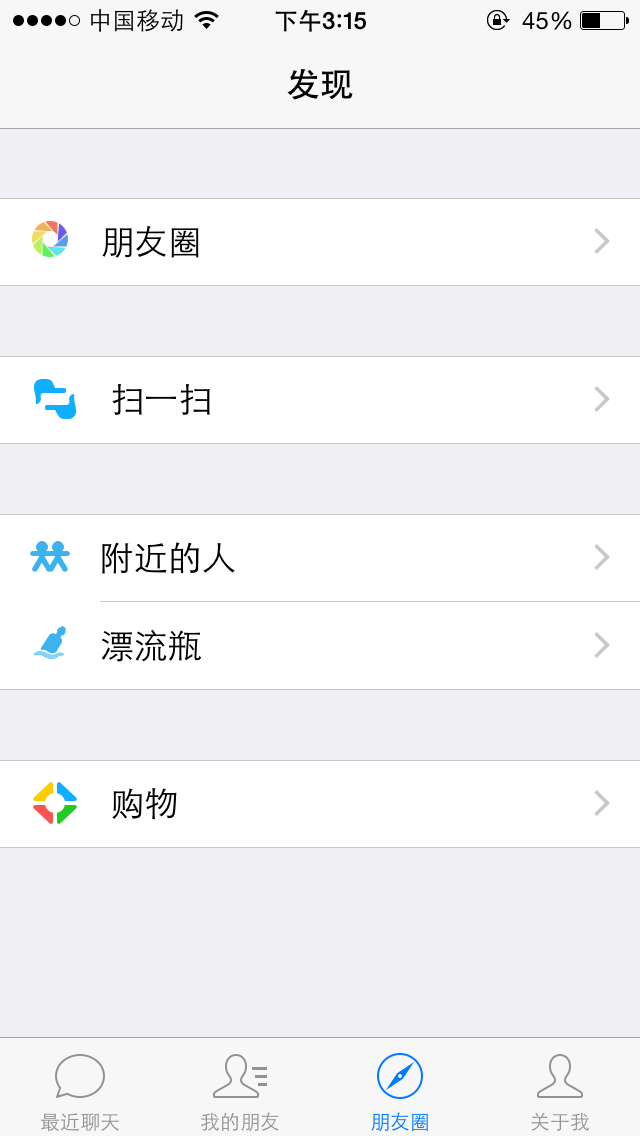 中国移动 下午3:15 45%
发现
朋友圈
扫一扫
附近的人
漂流瓶
购物
最近聊天 我的朋友 朋友圈 关于我